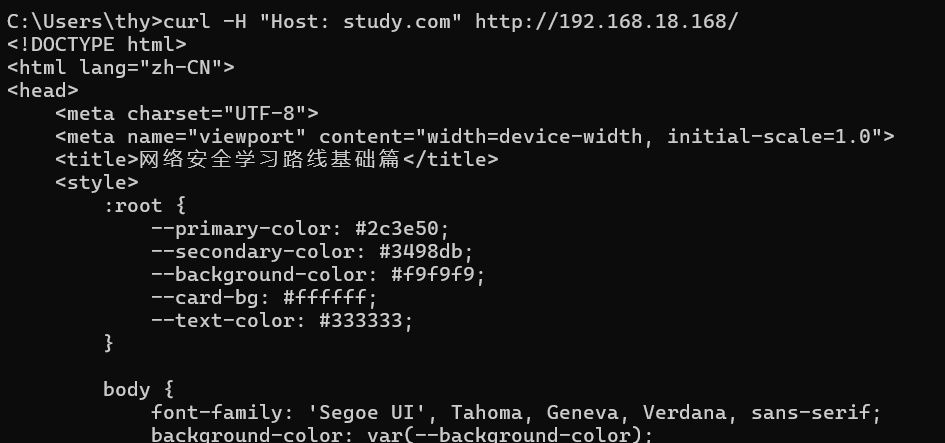 C:\Users\thy>curl -H "Host: study.com" http://192.168.18.168/
<!DOCTYPE html>
<html lang="zh-CN">
<head>
    <meta charset="UTF-8">
    <meta name="viewport" content="width=device-width, initial-scale=1.0">
    <title>网络安全学习路线基础篇</title>
    <style>
        :root {
            --primary-color: #2c3e50;
            --secondary-color: #3498db;
            --background-color: #f9f9f9;
            --card-bg: #ffffff;
            --text-color: #333333;
        }

        body {
            font-family: 'Segoe UI', Tahoma, Geneva, Verdana, sans-serif;
            background-color: var(--background-color);